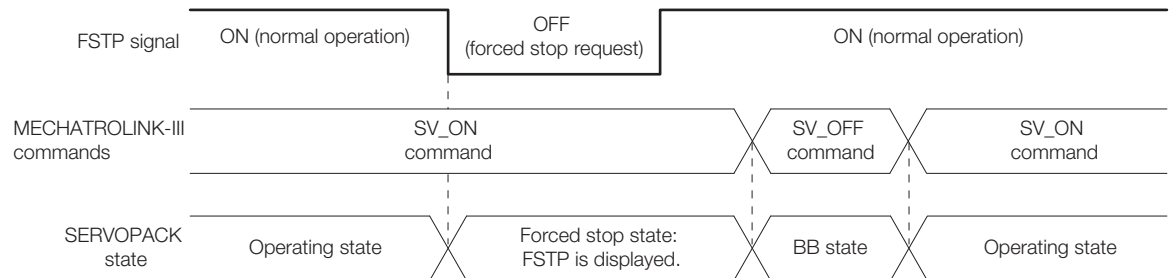 FSTP signal
ON (normal operation)
OFF
(forced stop request)
ON (normal operation)
MECHATROLINK-III
commands
SV_ON
command
SV_OFF
command
SV_ON
command
SERVOPACK
state
Operating state
Forced stop state:
FSTP is displayed.
BB state
Operating state